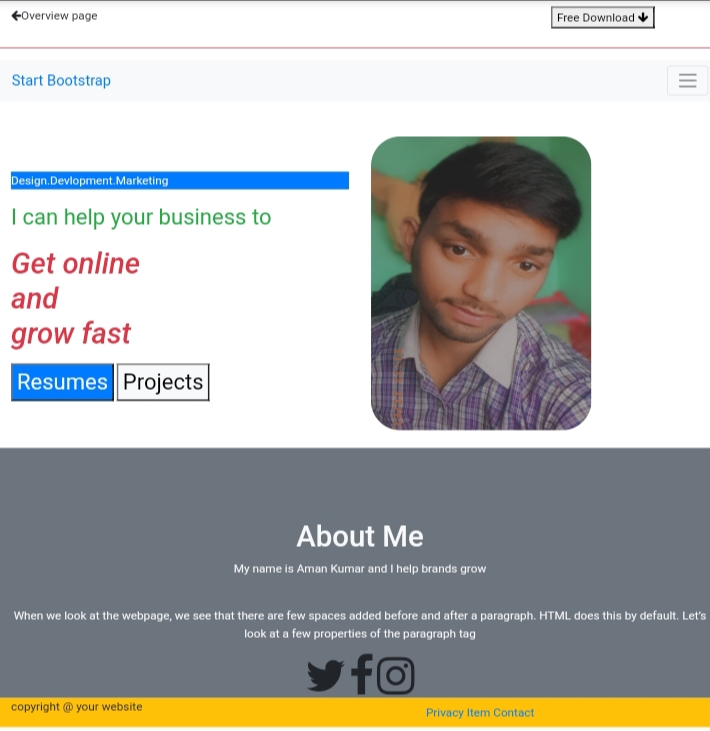 Overview page
Free Download
Start Bootstrap
Design.Devlopment.Marketing
I can help your business to
Get online
and
grow fast
Resumes Projects
About Me
My name is Aman Kumar and I help brands grow
When we look at the webpage, we see that there are few spaces added before and after a paragraph. HTML does this by default. Let's
look at a few properties of the paragraph tag
copyright @ your website
Privacy Item Contact